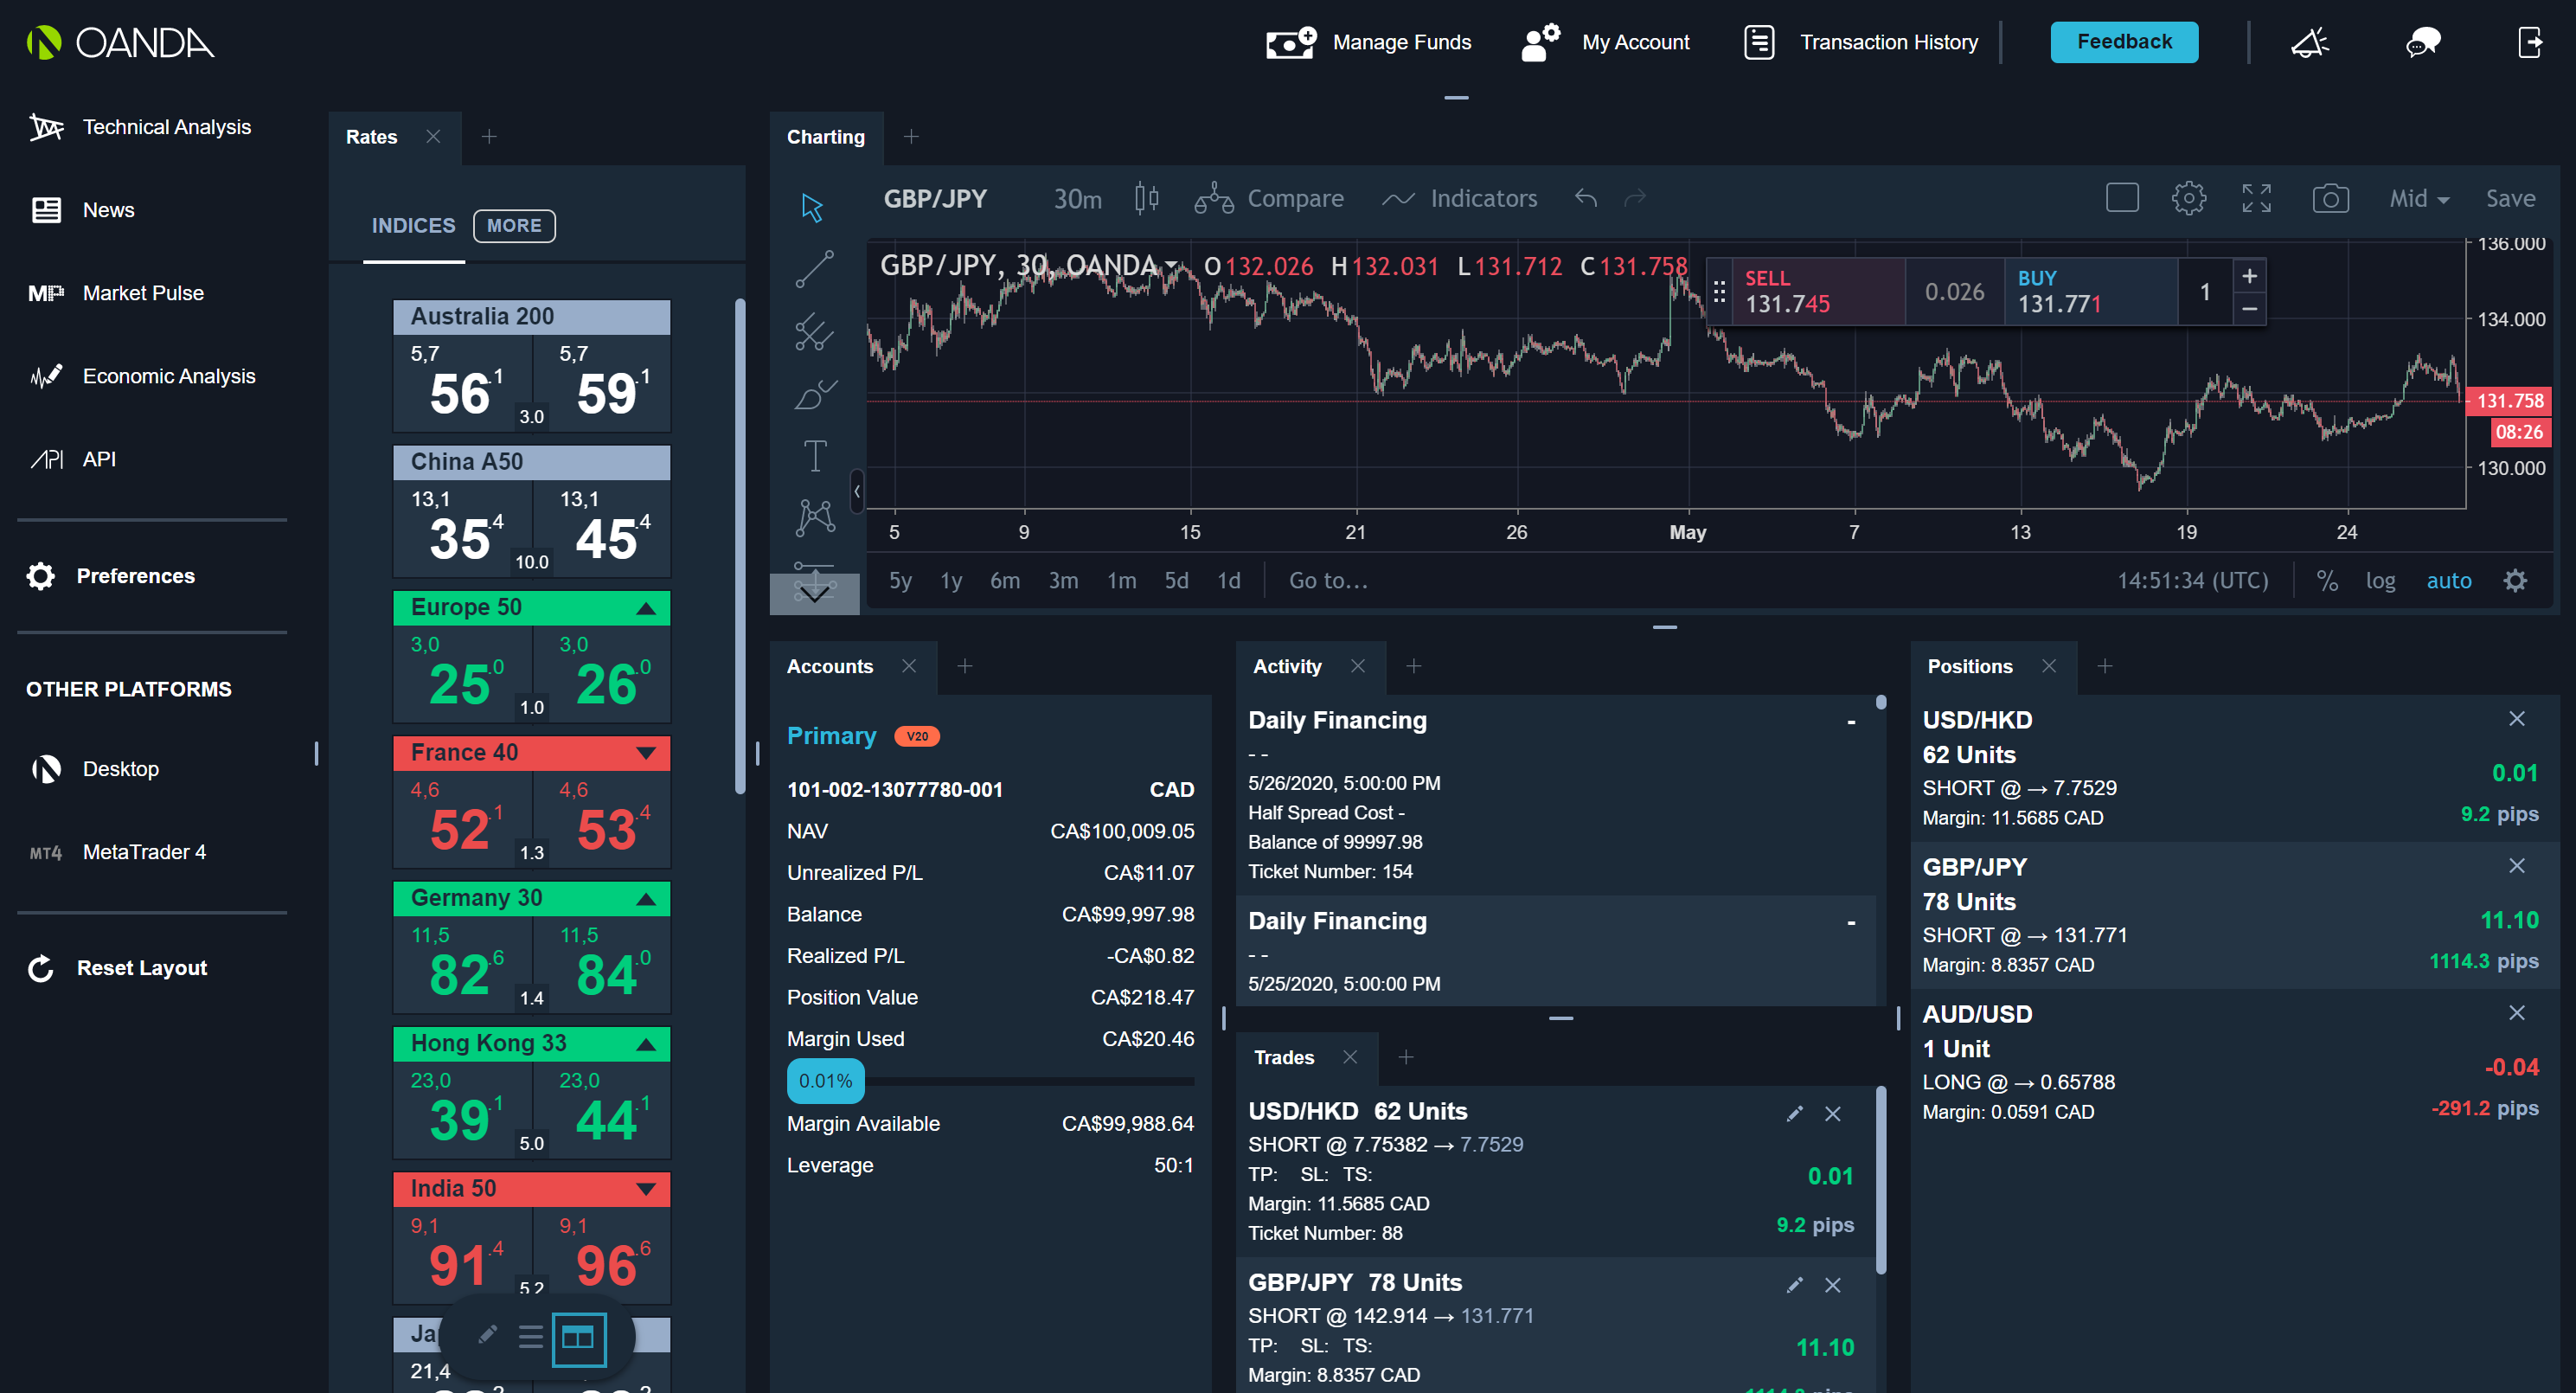 OANDA
Manage Funds
My Account
Transaction History
Feedback
Technical Analysis
News
Market Pulse
Economic Analysis
API
Preferences
OTHER PLATFORMS
Desktop
MT4 MetaTrader 4
Reset Layout
Rates
INDICES MORE
Australia 200
5,7 56.1 3.0 5,7 59.1
China A50
13,1 35.4 10.0 13,1 45.4
Europe 50
3,0 25.0 1.0 3,0 26.0
France 40
4,6 52.1 1.3 4,6 53.4
Germany 30
11,5 82.6 1.4 11,5 84.0
Hong Kong 33
23,0 39.1 5.0 23,0 44.1
India 50
9,1 91.4 5.2 9,1 96.6
21,4
Charting
GBP/JPY 30m Compare Indicators Mid Save
GBP/JPY, 30, OANDA O132.026 H132.031 L131.712 C131.758
SELL
131.745
0.026
BUY
131.771
1
136.000
134.000
131.758
08:26
130.000
5 9 15 21 26 May 7 13 19 24
5y 1y 6m 3m 1m 5d 1d Go to... 14:51:34 (UTC) % log auto
Accounts
Primary V20
101-002-13077780-001 CAD
NAV CA$100,009.05
Unrealized P/L CA$11.07
Balance CA$99,997.98
Realized P/L -CA$0.82
Position Value CA$218.47
Margin Used CA$20.46
0.01%
Margin Available CA$99,988.64
Leverage 50:1
Activity
Daily Financing -
- -
5/26/2020, 5:00:00 PM
Half Spread Cost -
Balance of 99997.98
Ticket Number: 154
Daily Financing -
- -
5/25/2020, 5:00:00 PM
Trades
USD/HKD 62 Units
SHORT @ 7.75382 → 7.7529
TP: SL: TS:
0.01
Margin: 11.5685 CAD
9.2 pips
Ticket Number: 88
GBP/JPY 78 Units
SHORT @ 142.914 → 131.771
TP: SL: TS:
11.10
Margin: 8.8357 CAD
Positions
USD/HKD
62 Units
0.01
SHORT @ → 7.7529
Margin: 11.5685 CAD
9.2 pips
GBP/JPY
78 Units
11.10
SHORT @ → 131.771
Margin: 8.8357 CAD
1114.3 pips
AUD/USD
1 Unit
-0.04
LONG @ → 0.65788
Margin: 0.0591 CAD
-291.2 pips